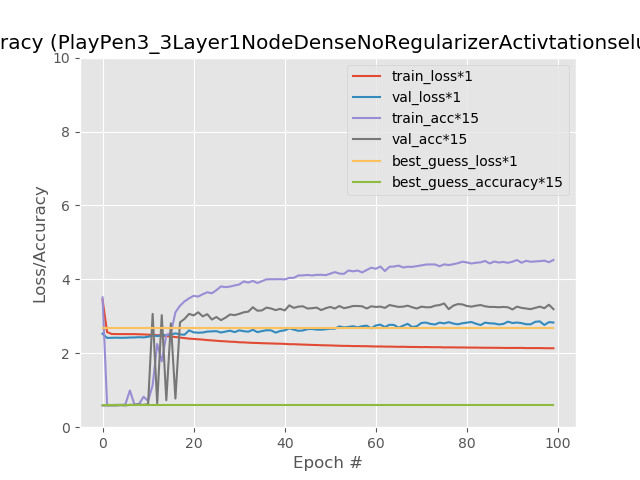 racy (PlayPen3_3Layer1NodeDenseNoRegularizerActivtationselu
10
8
6
4
2
0
0
20
40
60
80
100
Loss/Accuracy
Epoch #
train_loss*1
val_loss*1
train_acc*15
val_acc*15
best_guess_loss*1
best_guess_accuracy*15